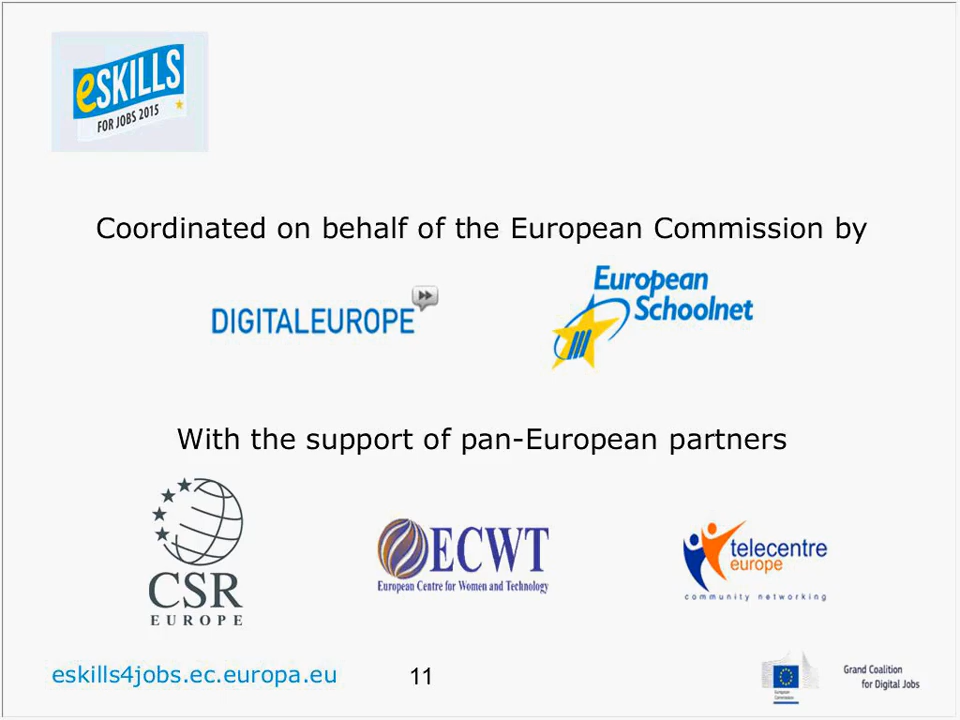 eSKILLS
FOR JOBS 2015
Coordinated on behalf of the European Commission by
DIGITALEUROPE
European
Schoolnet
With the support of pan-European partners
CSR
EUROPE
ECWT
European Centre for Women and Technology
telecentre
europe
community networking
eskills4jobs.ec.europa.eu
11
European
Commission
Grand Coalition
for Digital Jobs